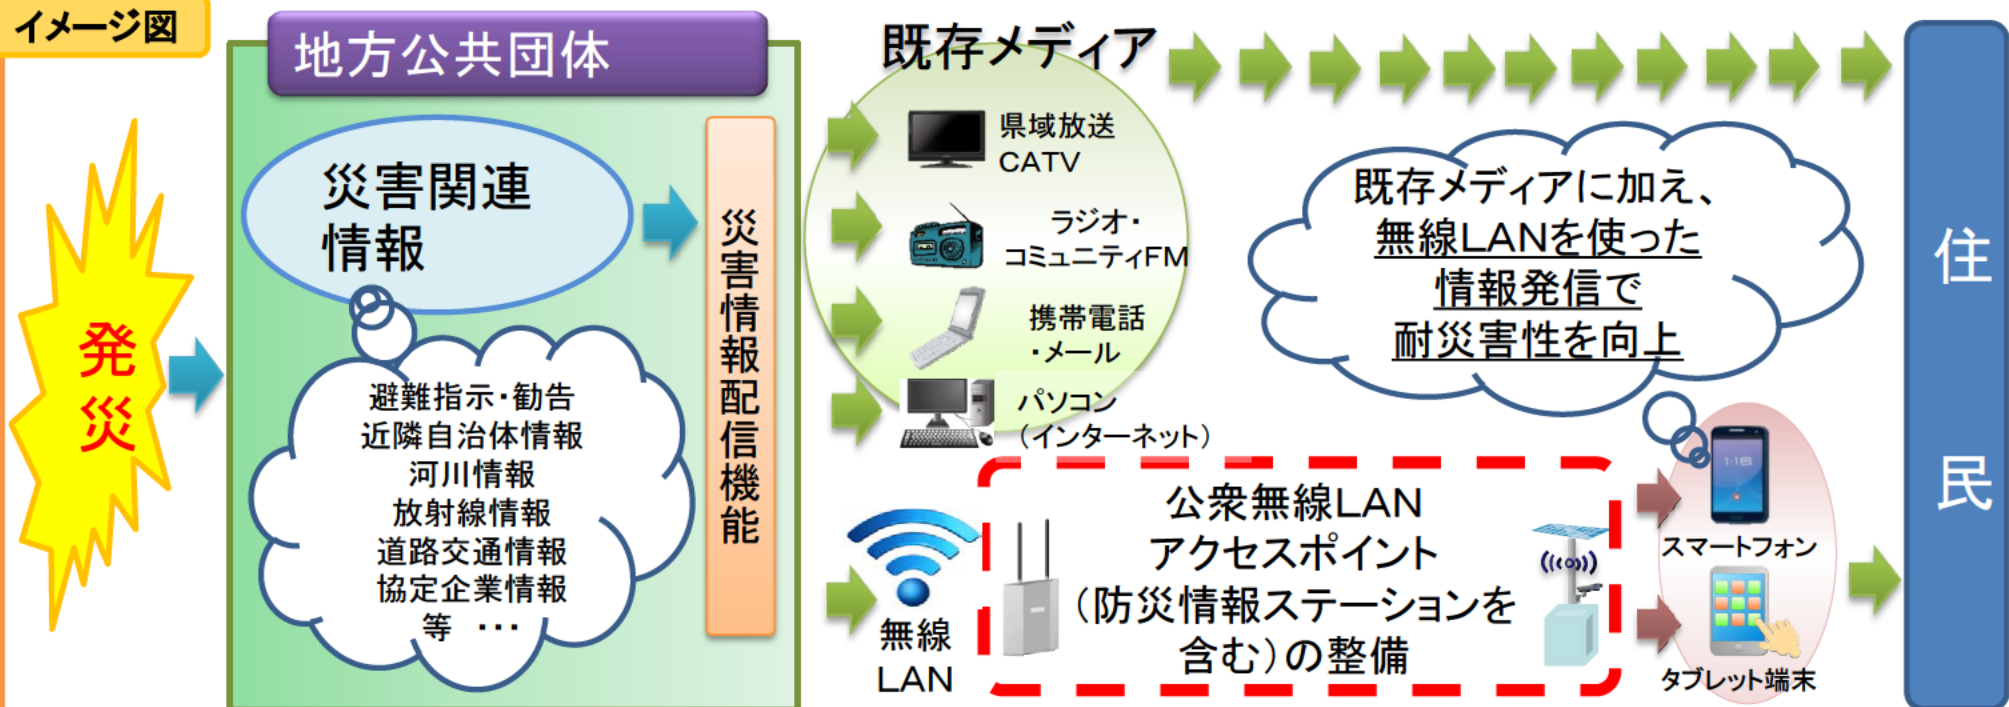 イメージ図
発災
地方公共団体
災害関連
情報
避難指示・勧告
近隣自治体情報
河川情報
放射線情報
道路交通情報
協定企業情報
等 ・・・
災害情報配信機能
既存メディア
県域放送
CATV
ラジオ・
コミュニティFM
携帯電話
・メール
パソコン
（インターネット）
無線
LAN
公衆無線LAN
アクセスポイント
（防災情報ステーションを
含む）の整備
既存メディアに加え、
無線LANを使った
情報発信で
耐災害性を向上
1:16
スマートフォン
タブレット端末
住民